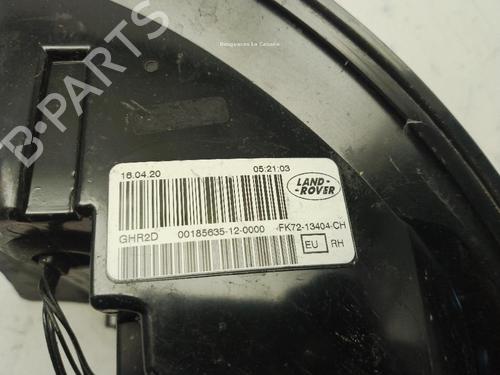 Desguaces La Cabaña
16.04.20 05:21:03
LAND-
ROVER
GHR2D 00185635-12-0000 -FK72-13404-CH
EU RH
B-PARTS